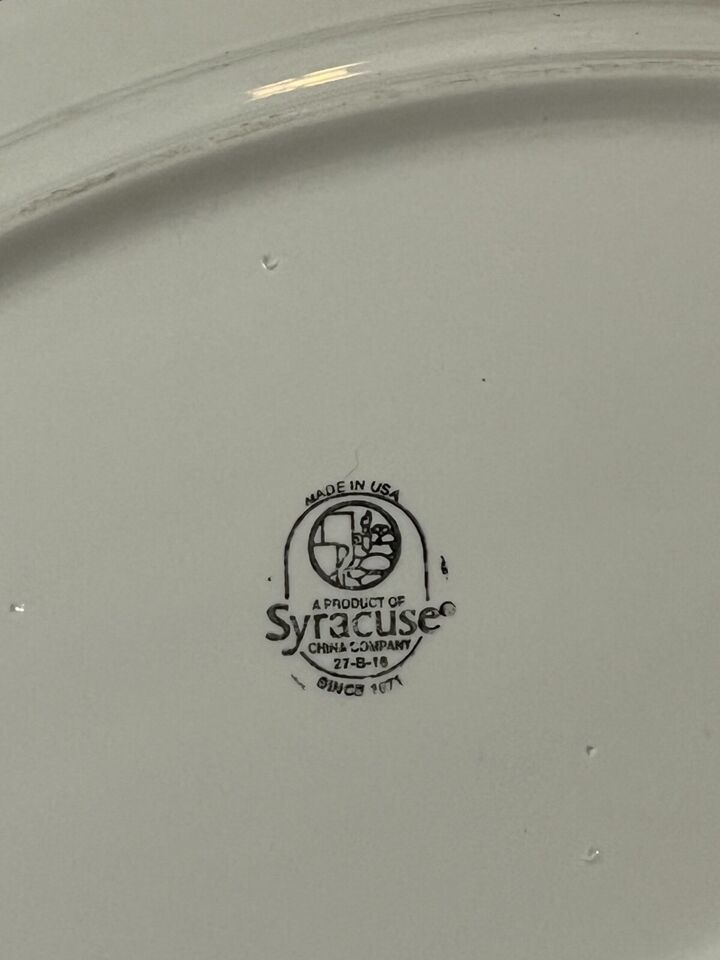 MADE IN USA
A PRODUCT OF
Syracuse®
CHINA COMPANY
27-B-16
SINCE 1871